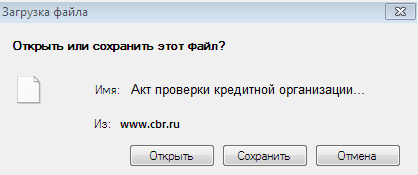 Загрузка файла
Открыть или сохранить этот файл?
Имя: Акт проверки кредитной организации...
Из: www.cbr.ru
Открыть Сохранить Отмена